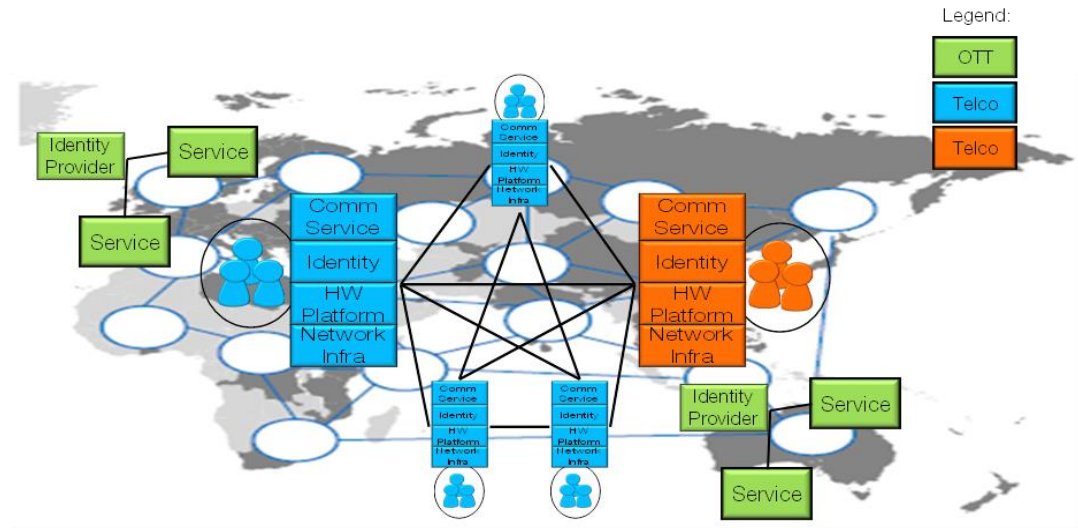 Legend:
OTT
Telco
Telco
Comm
Service
Identity
HW
Platform
Network
Infra
Identity
Provider
Service
Service
Comm
Service
Identity
HW
Platform
Network
Infra
Comm
Service
Identity
HW
Platform
Network
Infra
Comm
Service
Identity
HW
Platform
Network
Infra
Comm
Service
Identity
HW
Platform
Network
Infra
Identity
Provider
Service
Service